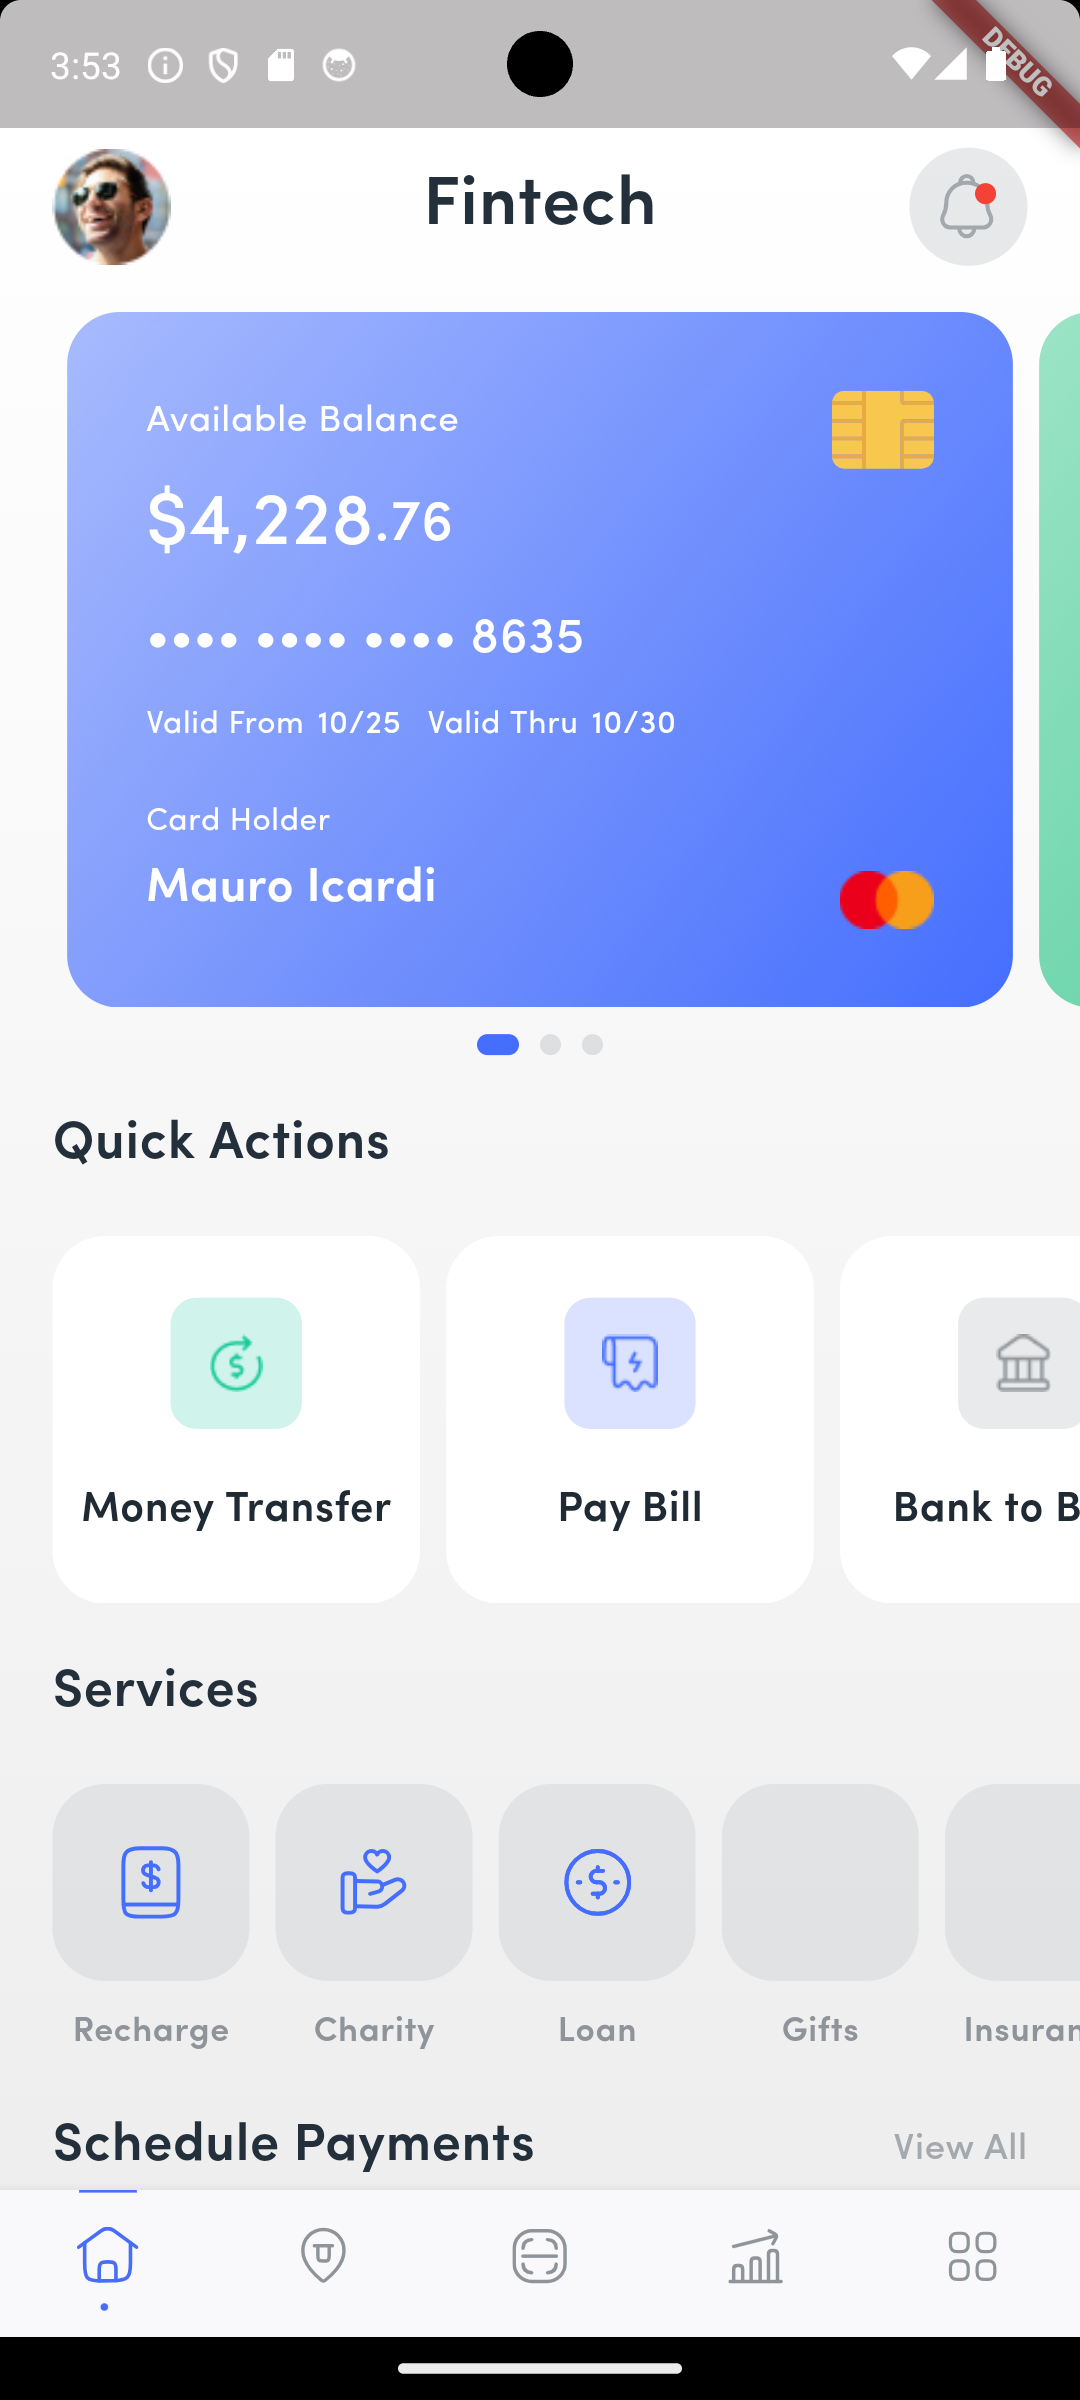 3:53
DEBUG
Fintech
Available Balance
$4,228.76
•••• •••• •••• 8635
Valid From 10/25 Valid Thru 10/30
Card Holder
Mauro Icardi
Quick Actions
Money Transfer
Pay Bill
Bank to B
Services
Recharge
Charity
Loan
Gifts
Insuran
Schedule Payments
View All